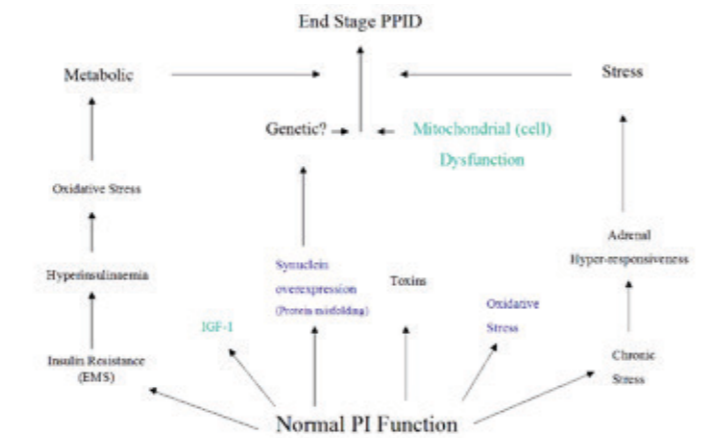 End Stage PPID
Metabolic
Stress
Genetic?
Mitochondrial (cell)
Dysfunction
Oxidative Stress
Adrenal
Hyper-responsiveness
Hyperinsulinaemia
Synuclein
overexpression
(Protein misfolding)
Toxins
Oxidative
Stress
IGF-1
Insulin Resistance
(EMS)
Chronic
Stress
Normal PI Function